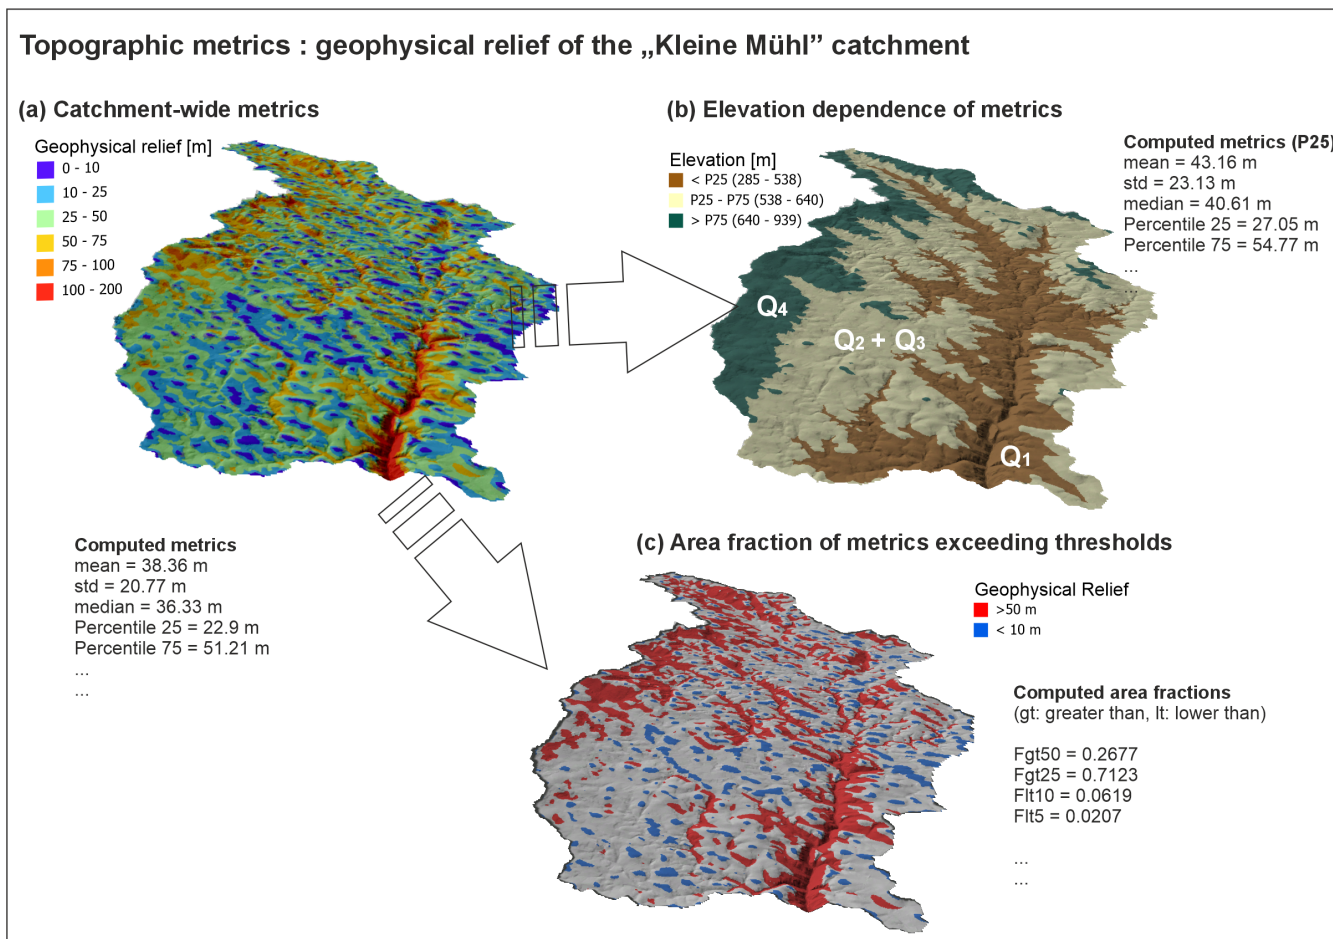 Topographic metrics : geophysical relief of the „Kleine Mühl” catchment
(a) Catchment-wide metrics
Geophysical relief [m]
0 - 10
10 - 25
25 - 50
50 - 75
75 - 100
100 - 200
(b) Elevation dependence of metrics
Elevation [m]
< P25 (285 - 538)
P25 - P75 (538 - 640)
> P75 (640 - 939)
Computed metrics (P25)
mean = 43.16 m
std = 23.13 m
median = 40.61 m
Percentile 25 = 27.05 m
Percentile 75 = 54.77 m
...
...
Q4
Q2 + Q3
Q1
Computed metrics
mean = 38.36 m
std = 20.77 m
median = 36.33 m
Percentile 25 = 22.9 m
Percentile 75 = 51.21 m
...
...
(c) Area fraction of metrics exceeding thresholds
Geophysical Relief
>50 m
< 10 m
Computed area fractions
(gt: greater than, lt: lower than)
Fgt50 = 0.2677
Fgt25 = 0.7123
Flt10 = 0.0619
Flt5 = 0.0207
...
...